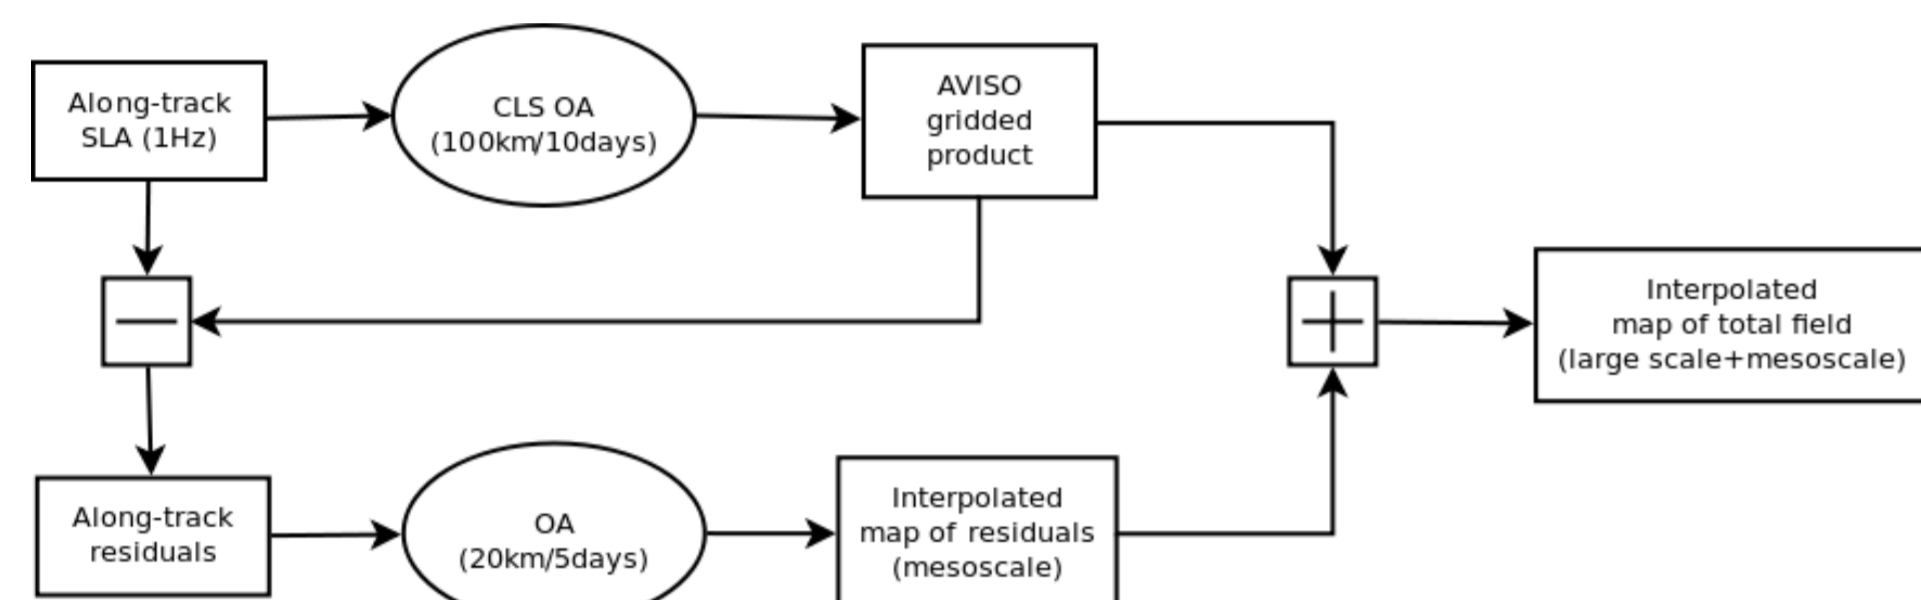 Along-track
SLA (1Hz)
CLS OA
(100km/10days)
AVISO
gridded
product
Interpolated
map of total field
(large scale+mesoscale)
Along-track
residuals
OA
(20km/5days)
Interpolated
map of residuals
(mesoscale)